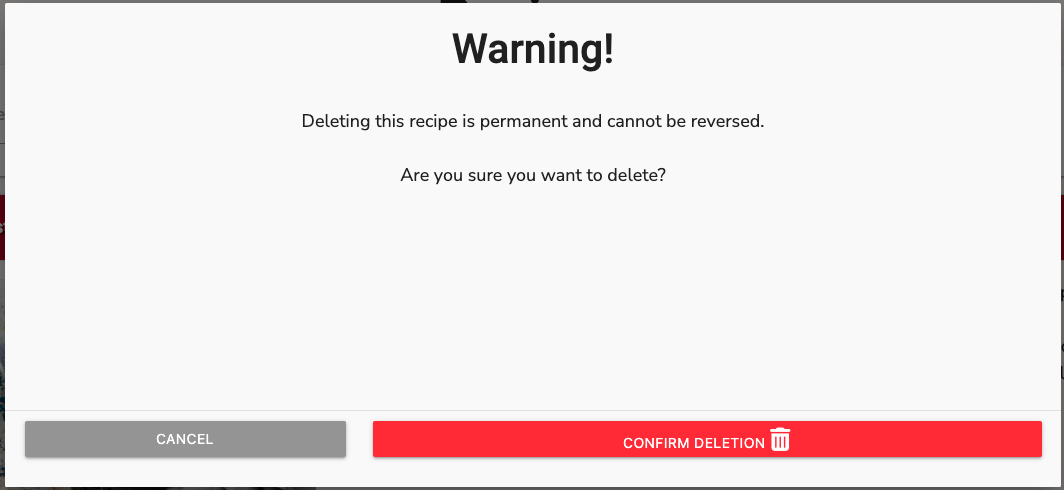 Warning!
Deleting this recipe is permanent and cannot be reversed.
Are you sure you want to delete?
CANCEL
CONFIRM DELETION